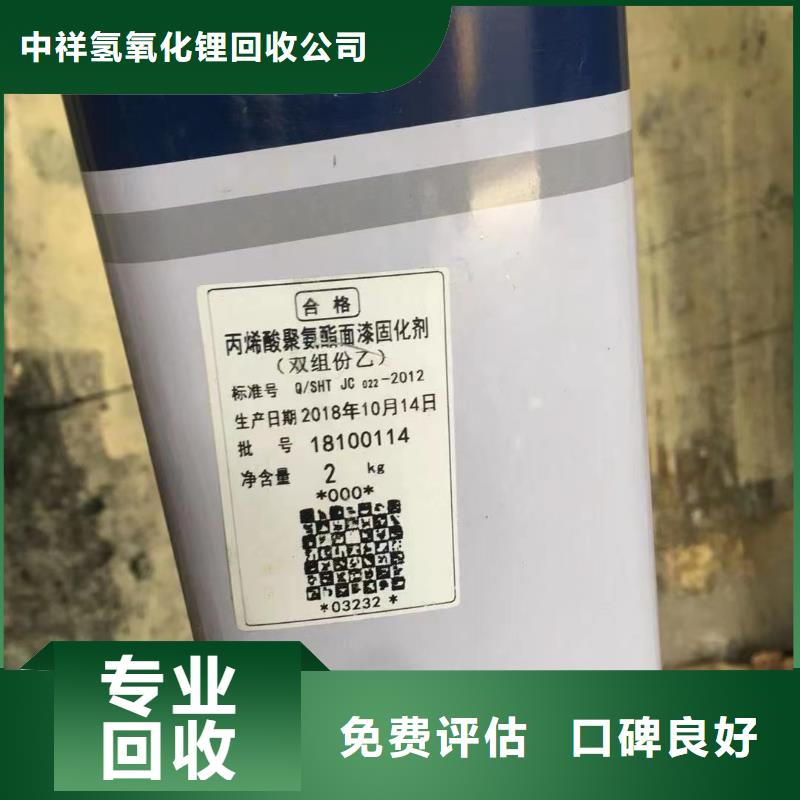 中祥氢氧化锂回收公司
合格
丙烯酸聚氨酯面漆固化剂
（双组份乙）
标准号 Q/SHT JC 022-2012
生产日期 2018年10月14日
批 号 18100114
净含量 2 kg
*000*
*03232*
专业
回收
免费评估 口碑良好